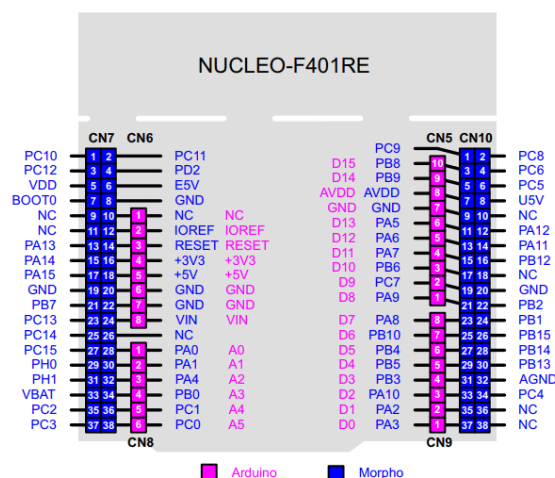 NUCLEO-F401RE
CN7 CN6 CN5 CN10
PC9
PC10 1 2 PC11 D15 PB8 10 1 2 PC8
PC12 3 4 PD2 D14 PB9 9 3 4 PC6
VDD 5 6 E5V AVDD AVDD 8 5 6 PC5
BOOT0 7 8 GND GND GND 7 7 8 U5V
NC 9 10 1 NC NC D13 PA5 6 9 10 NC
NC 11 12 2 IOREF IOREF D12 PA6 5 11 12 PA12
PA13 13 14 3 RESET RESET D11 PA7 4 13 14 PA11
PA14 15 16 4 +3V3 +3V3 D10 PB6 3 15 16 PB12
PA15 17 18 5 +5V +5V D9 PC7 2 17 18 NC
GND 19 20 6 GND GND D8 PA9 1 19 20 GND
PB7 21 22 7 GND GND 21 22 PB2
PC13 23 24 8 VIN VIN D7 PA8 8 23 24 PB1
PC14 25 26 NC D6 PB10 7 25 26 PB15
PC15 27 28 1 PA0 A0 D5 PB4 6 27 28 PB14
PH0 29 30 2 PA1 A1 D4 PB5 5 29 30 PB13
PH1 31 32 3 PA4 A2 D3 PB3 4 31 32 AGND
VBAT 33 34 4 PB0 A3 D2 PA10 3 33 34 PC4
PC2 35 36 5 PC1 A4 D1 PA2 2 35 36 NC
PC3 37 38 6 PC0 A5 D0 PA3 1 37 38 NC
CN8 CN9
Arduino Morpho